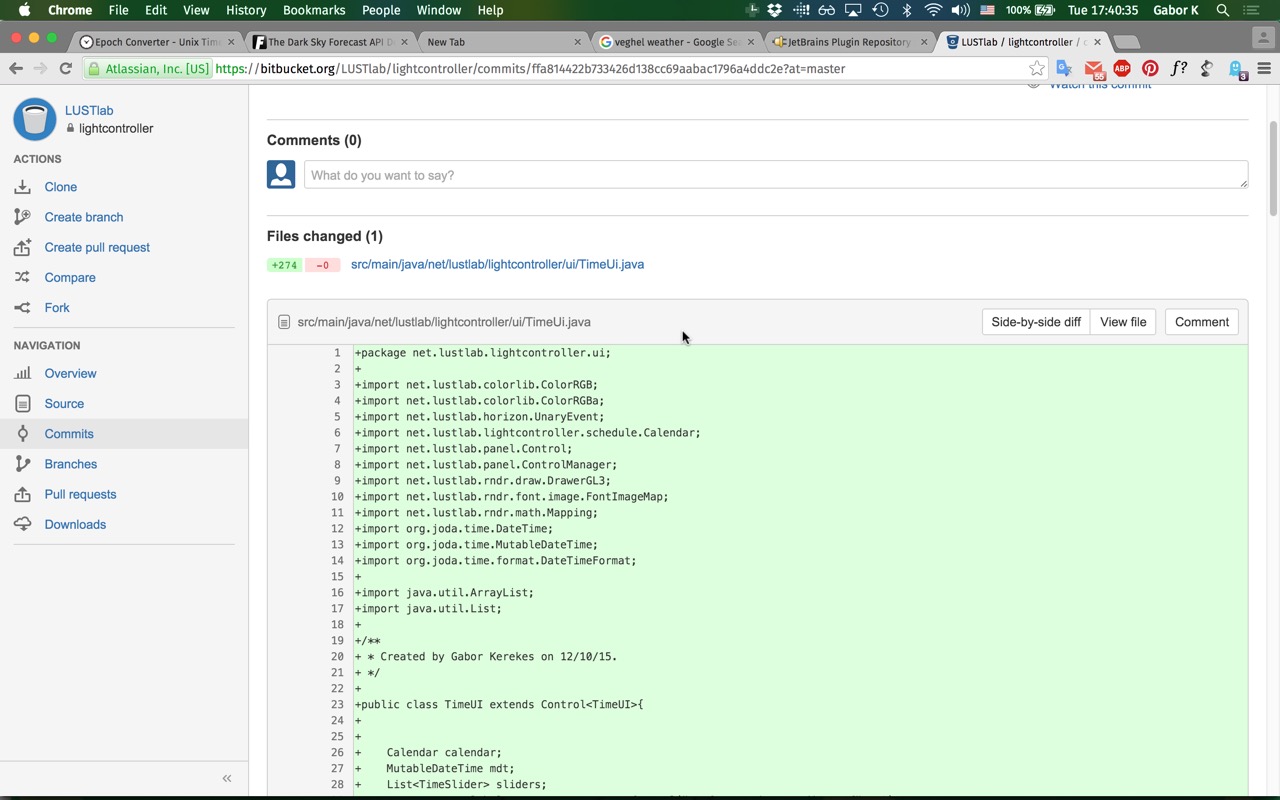 Chrome File Edit View History Bookmarks People Window Help 100% Tue 17:40:35 Gabor K
Epoch Converter - Unix Tim The Dark Sky Forecast API D New Tab veghel weather - Google Se JetBrains Plugin Repository LUSTlab / lightcontroller / c
Atlassian, Inc. [US] https://bitbucket.org/LUSTlab/lightcontroller/commits/ffa814422b733426d138cc69aabac1796a4ddc2e?at=master 55 ABP f? 3
LUSTlab
lightcontroller
ACTIONS
Clone
Create branch
Create pull request
Compare
Fork
NAVIGATION
Overview
Source
Commits
Branches
Pull requests
Downloads
«
Watch this commit
Comments (0)
What do you want to say?
Files changed (1)
+274 -0 src/main/java/net/lustlab/lightcontroller/ui/TimeUi.java
src/main/java/net/lustlab/lightcontroller/ui/TimeUi.java Side-by-side diff View file Comment
1 +package net.lustlab.lightcontroller.ui;
2 +
3 +import net.lustlab.colorlib.ColorRGB;
4 +import net.lustlab.colorlib.ColorRGBa;
5 +import net.lustlab.horizon.UnaryEvent;
6 +import net.lustlab.lightcontroller.schedule.Calendar;
7 +import net.lustlab.panel.Control;
8 +import net.lustlab.panel.ControlManager;
9 +import net.lustlab.rndr.draw.DrawerGL3;
10 +import net.lustlab.rndr.font.image.FontImageMap;
11 +import net.lustlab.rndr.math.Mapping;
12 +import org.joda.time.DateTime;
13 +import org.joda.time.MutableDateTime;
14 +import org.joda.time.format.DateTimeFormat;
15 +
16 +import java.util.ArrayList;
17 +import java.util.List;
18 +
19 +/**
20 + * Created by Gabor Kerekes on 12/10/15.
21 + */
22 +
23 +public class TimeUI extends Control<TimeUI>{
24 +
25 +
26 + Calendar calendar;
27 + MutableDateTime mdt;
28 + List<TimeSlider> sliders;